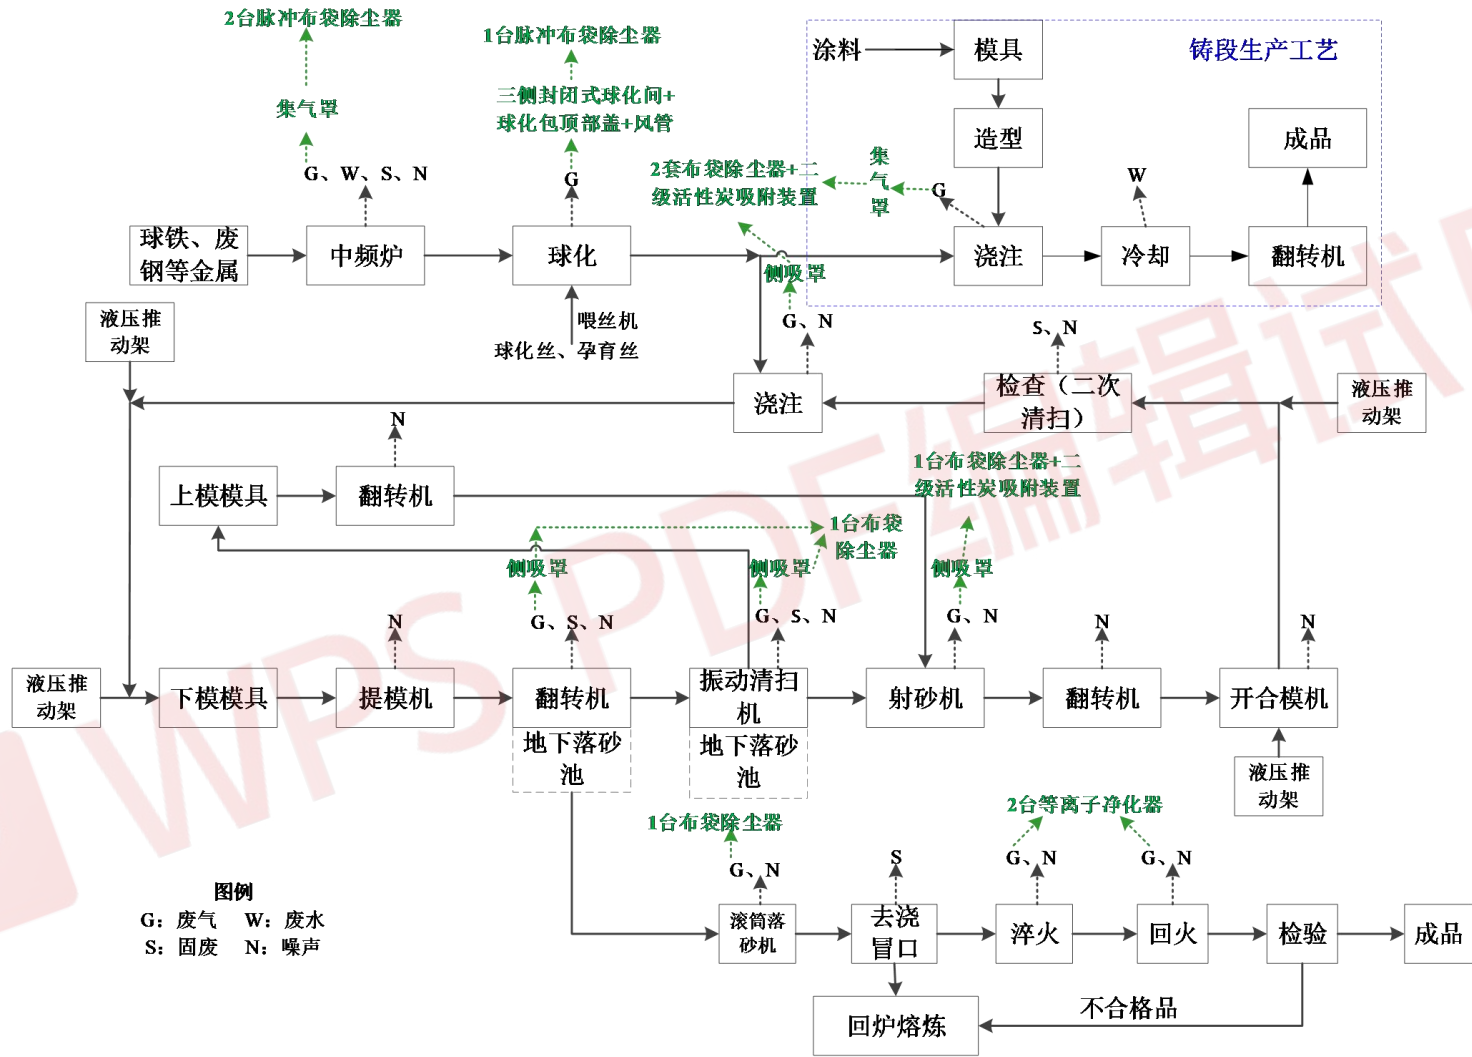 2台脉冲布袋除尘器
1台脉冲布袋除尘器
集气罩
三侧封闭式球化间+
球化包顶部盖+风管
G、W、S、N
G
涂料
模具
铸段生产工艺
造型
成品
2套布袋除尘器+二
级活性炭吸附装置
集
气
罩
G
W
球铁、废
钢等金属
中频炉
球化
浇注
冷却
翻转机
侧吸罩
G、N
喂丝机
球化丝、孕育丝
液压推
动架
S、N
浇注
检查（二次
清扫）
液压推
动架
N
上模模具
翻转机
1台布袋除尘器+二
级活性炭吸附装置
1台布袋
除尘器
侧吸罩
侧吸罩
侧吸罩
N
G、S、N
G、S、N
G、N
N
N
液压推
动架
下模模具
提模机
翻转机
振动清扫
机
射砂机
翻转机
开合模机
地下落砂
池
地下落砂
池
液压推
动架
1台布袋除尘器
2台等离子净化器
G、N
S
G、N
G、N
图例
G：废气 W：废水
S：固废 N：噪声
滚筒落
砂机
去浇
冒口
淬火
回火
检验
成品
回炉熔炼
不合格品
WPS PDF编辑试用